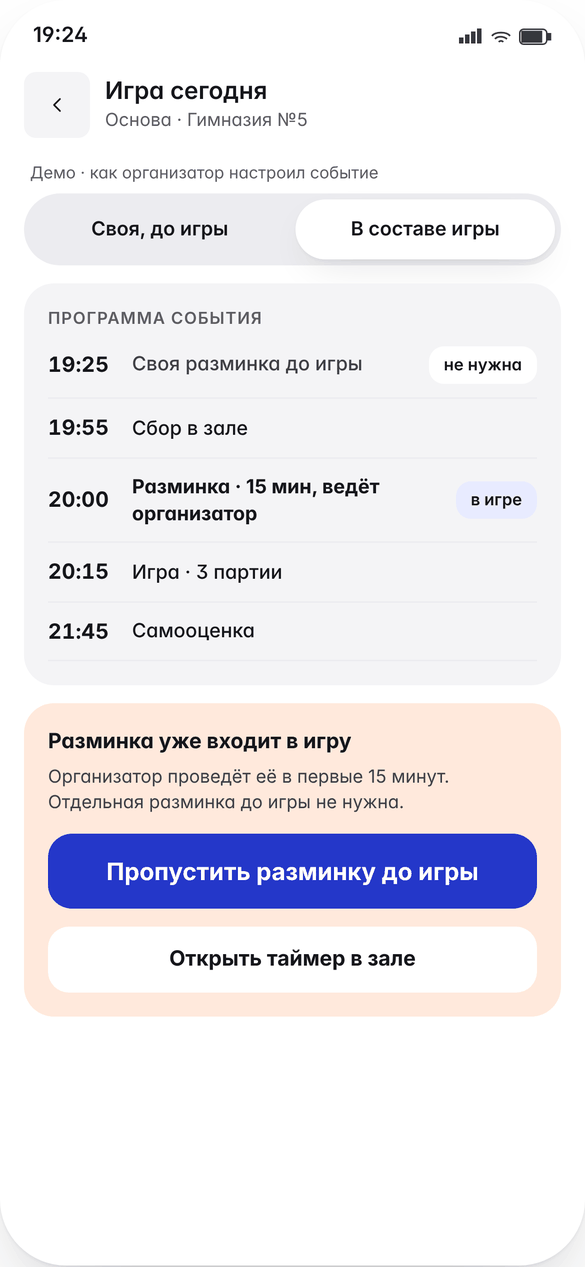 19:24
Игра сегодня
Основа · Гимназия №5
Демо · как организатор настроил событие
Своя, до игры
В составе игры
ПРОГРАММА СОБЫТИЯ
19:25 Своя разминка до игры не нужна
19:55 Сбор в зале
20:00 Разминка · 15 мин, ведёт
организатор в игре
20:15 Игра · 3 партии
21:45 Самооценка
Разминка уже входит в игру
Организатор проведёт её в первые 15 минут.
Отдельная разминка до игры не нужна.
Пропустить разминку до игры
Открыть таймер в зале